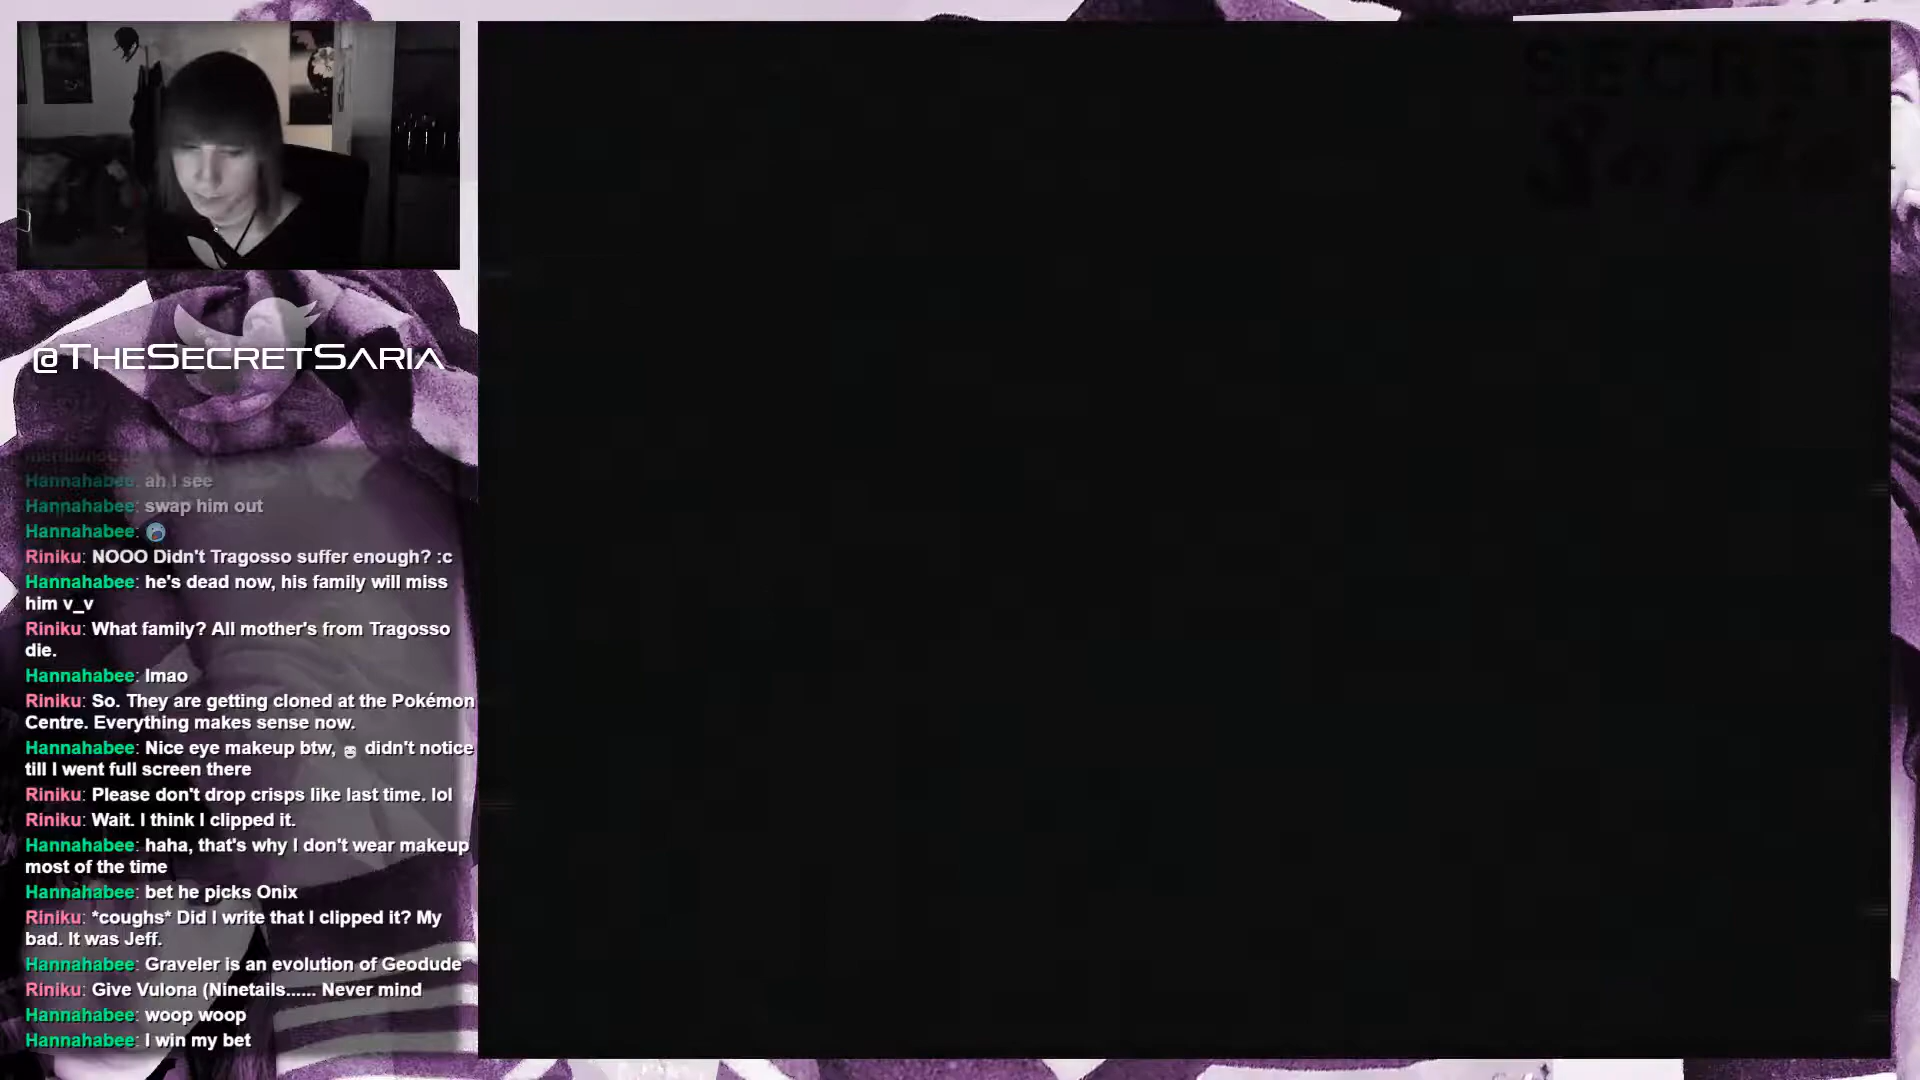 SECRET
Saria
@THESECRETSARIA
Hannahabee: ah I see
Hannahabee: swap him out
Hannahabee:
Riniku: NOOO Didn't Tragosso suffer enough? :c
Hannahabee: he's dead now, his family will miss
him v_v
Riniku: What family? All mother's from Tragosso
die.
Hannahabee: lmao
Riniku: So. They are getting cloned at the Pokémon
Centre. Everything makes sense now.
Hannahabee: Nice eye makeup btw, didn't notice
till I went full screen there
Riniku: Please don't drop crisps like last time. lol
Riniku: Wait. I think I clipped it.
Hannahabee: haha, that's why I don't wear makeup
most of the time
Hannahabee: bet he picks Onix
Riniku: *coughs* Did I write that I clipped it? My
bad. It was Jeff.
Hannahabee: Graveler is an evolution of Geodude
Riniku: Give Vulona (Ninetails...... Never mind
Hannahabee: woop woop
Hannahabee: I win my bet